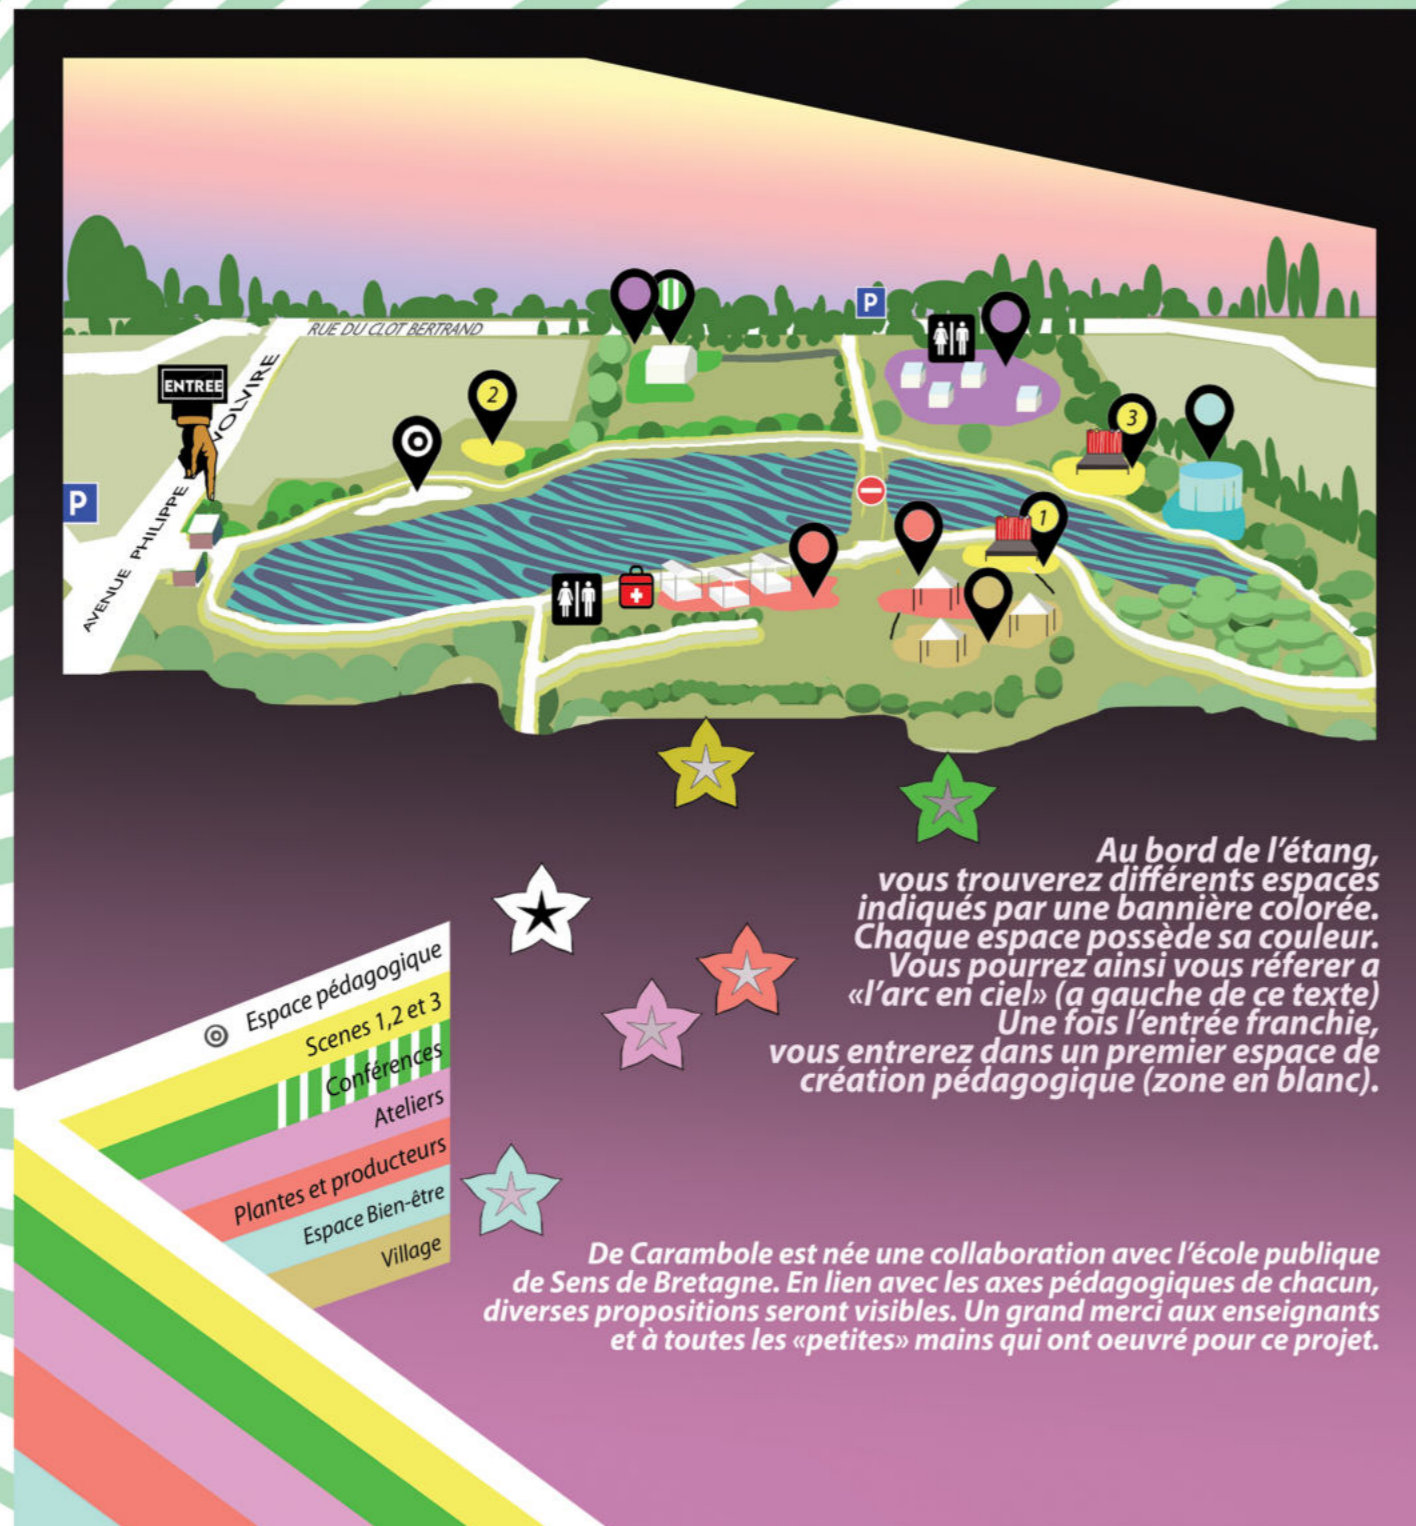 RUE DU CLOT BERTRAND
ENTREE
AVENUE PHILIPPE VOLVIRE
P
P
2
3
1
Au bord de l'étang,
vous trouverez différents espaces
indiqués par une bannière colorée.
Chaque espace possède sa couleur.
Vous pourrez ainsi vous réferer a
«l'arc en ciel» (a gauche de ce texte)
Une fois l'entrée franchie,
vous entrerez dans un premier espace de
création pédagogique (zone en blanc).
Espace pédagogique
Scenes 1,2 et 3
Conférences
Ateliers
Plantes et producteurs
Espace Bien-être
Village
De Carambole est née une collaboration avec l'école publique
de Sens de Bretagne. En lien avec les axes pédagogiques de chacun,
diverses propositions seront visibles. Un grand merci aux enseignants
et à toutes les «petites» mains qui ont oeuvré pour ce projet.